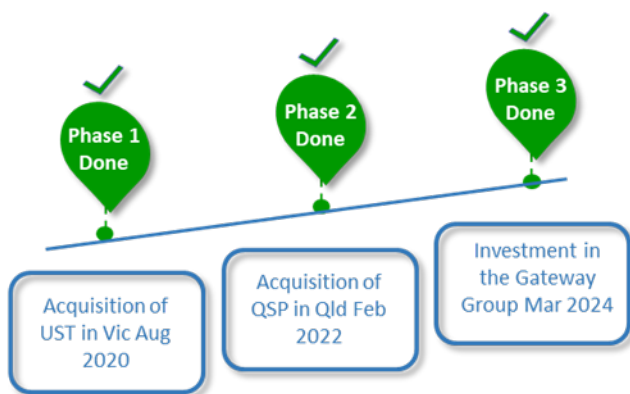 Phase 1
Done
Phase 2
Done
Phase 3
Done
Acquisition of
UST in Vic Aug
2020
Acquisition of
QSP in Qld Feb
2022
Investment in
the Gateway
Group Mar 2024